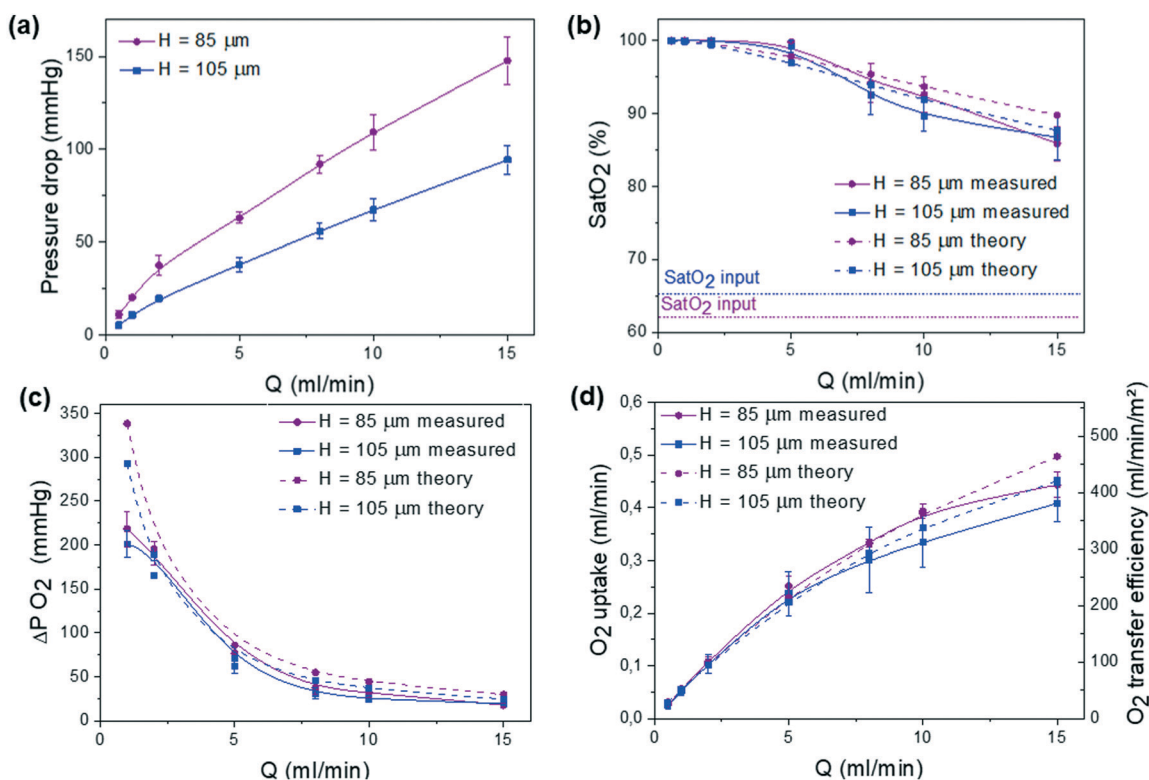 (a)
H = 85 μm
H = 105 μm
150
100
50
0
Pressure drop (mmHg)
0 5 10 15
Q (ml/min)
(b)
100
90
80
70
60
SatO2 (%)
H = 85 μm measured
H = 105 μm measured
H = 85 μm theory
H = 105 μm theory
SatO2 input
SatO2 input
0 5 10 15
Q (ml/min)
(c)
350
300
250
200
150
100
50
0
ΔP O2 (mmHg)
H = 85 μm measured
H = 105 μm measured
H = 85 μm theory
H = 105 μm theory
0 5 10 15
Q (ml/min)
(d)
0,6
0,5
0,4
0,3
0,2
0,1
0,0
O2 uptake (ml/min)
H = 85 μm measured
H = 105 μm measured
H = 85 μm theory
H = 105 μm theory
500
400
300
200
100
0
O2 transfer efficiency (ml/min/m²)
0 5 10 15
Q (ml/min)